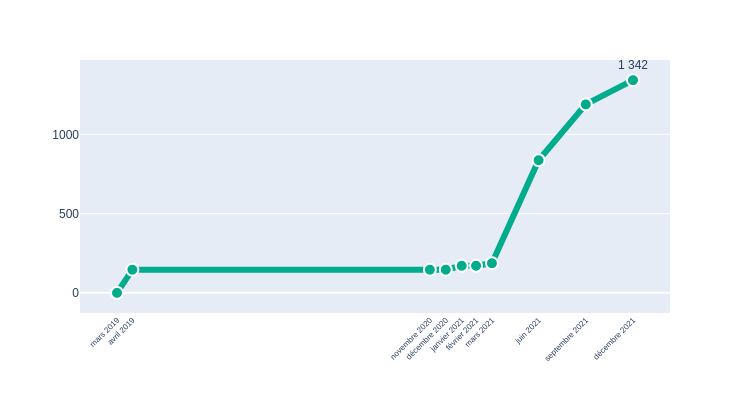 1 342
1000
500
0
mars 2019
avril 2019
novembre 2020
décembre 2020
janvier 2021
février 2021
mars 2021
juin 2021
septembre 2021
décembre 2021